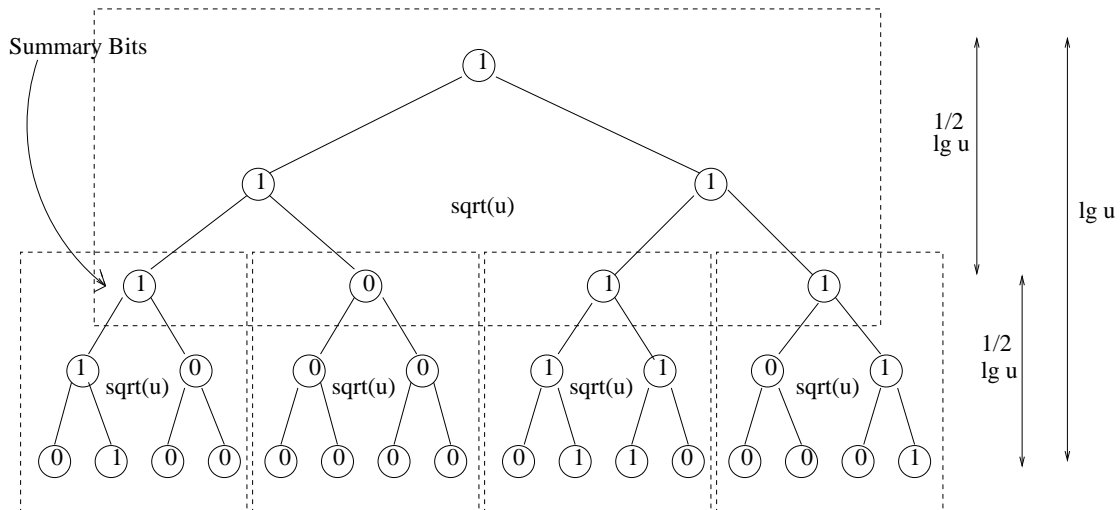 Summary Bits
1
1/2
lg u
1 1
sqrt(u)
lg u
1 0 1 1
1 0 0 0 1 1 0 1
1/2
lg u
sqrt(u) sqrt(u) sqrt(u) sqrt(u)
0 1 0 0 0 0 0 0 0 1 1 0 0 0 0 1